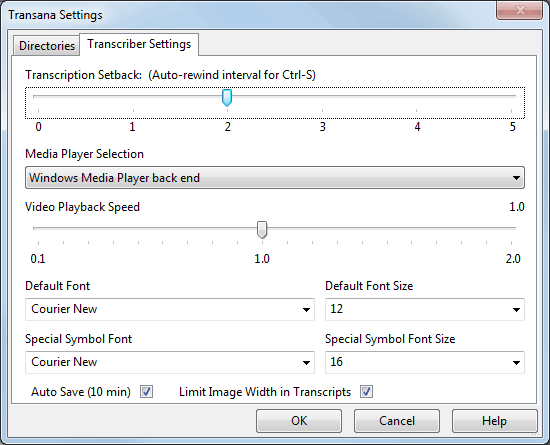 Transana Settings
Directories Transcriber Settings
Transcription Setback: (Auto-rewind interval for Ctrl-S)
0 1 2 3 4 5
Media Player Selection
Windows Media Player back end
Video Playback Speed 1.0
0.1 1.0 2.0
Default Font Default Font Size
Courier New 12
Special Symbol Font Special Symbol Font Size
Courier New 16
Auto Save (10 min) Limit Image Width in Transcripts
OK Cancel Help